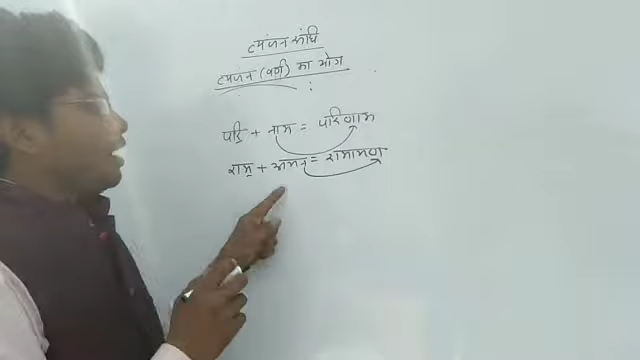 व्यंजन संधि
व्यंजन (वर्ण) का योग
:
परि + नाम = परिणाम
राम + अयन = रामायण